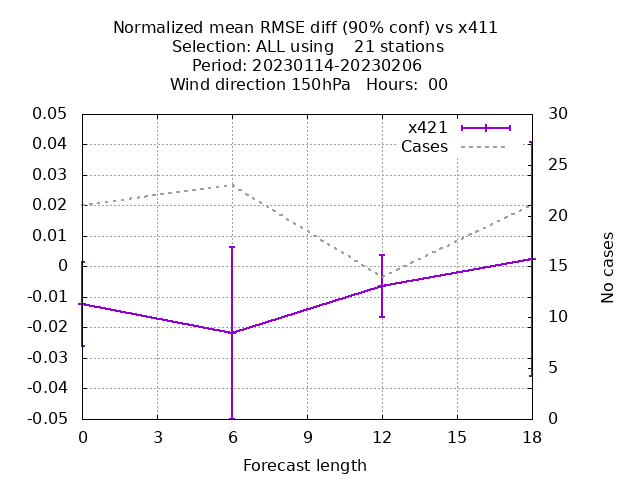 Normalized mean RMSE diff (90% conf) vs x411
Selection: ALL using    21 stations
Period: 20230114-20230206
Wind direction 150hPa   Hours:  00
x421
Cases
0.05
0.04
0.03
0.02
0.01
0
-0.01
-0.02
-0.03
-0.04
-0.05
30
25
20
15
10
5
0
No cases
0 3 6 9 12 15 18
Forecast length